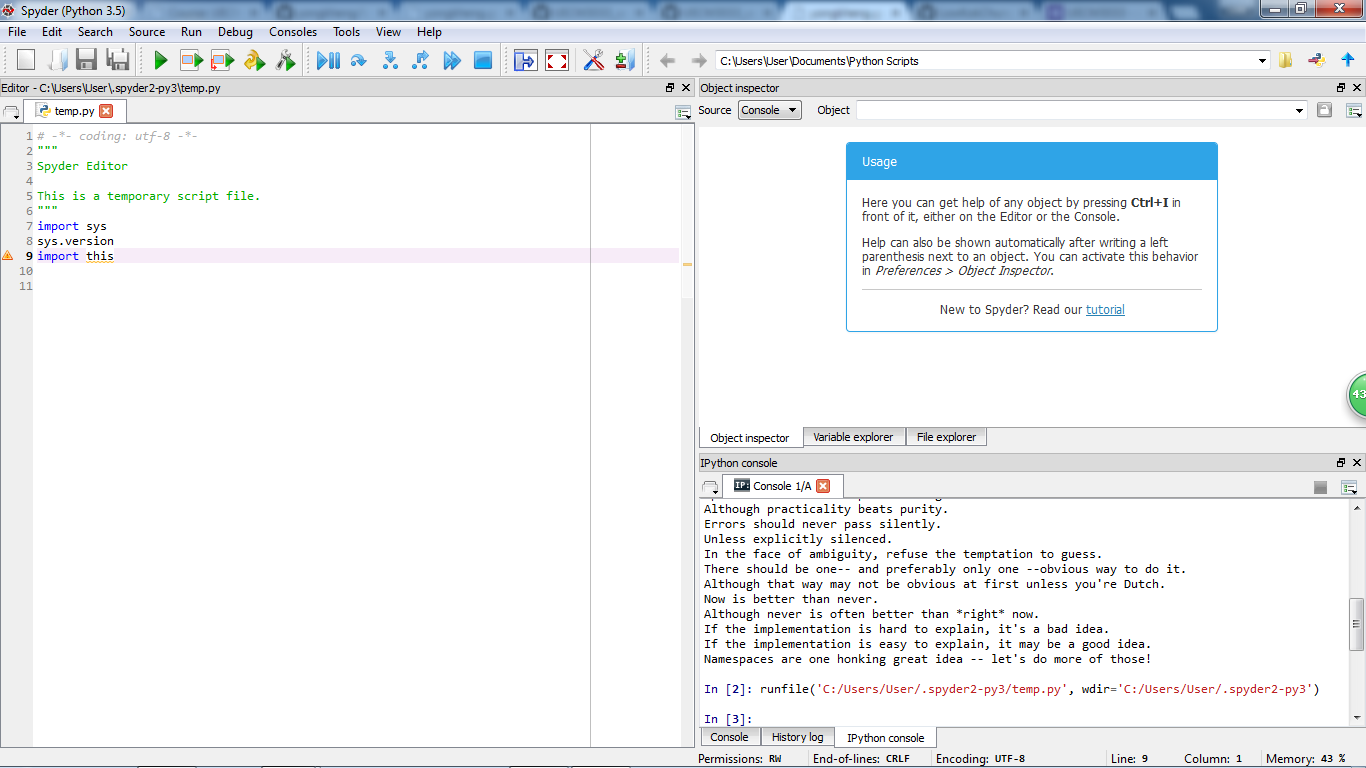 Spyder (Python 3.5)
File Edit Search Source Run Debug Consoles Tools View Help
C:\Users\User\Documents\Python Scripts
Editor - C:\Users\User\.spyder2-py3\temp.py
temp.py
1 # -*- coding: utf-8 -*-
2 """
3 Spyder Editor
4
5 This is a temporary script file.
6 """
7 import sys
8 sys.version
9 import this
10
11
Object inspector
Source Console Object
Usage
Here you can get help of any object by pressing Ctrl+I in
front of it, either on the Editor or the Console.
Help can also be shown automatically after writing a left
parenthesis next to an object. You can activate this behavior
in Preferences > Object Inspector.
New to Spyder? Read our tutorial
43
Object inspector Variable explorer File explorer
IPython console
IP: Console 1/A
Although practicality beats purity.
Errors should never pass silently.
Unless explicitly silenced.
In the face of ambiguity, refuse the temptation to guess.
There should be one-- and preferably only one --obvious way to do it.
Although that way may not be obvious at first unless you're Dutch.
Now is better than never.
Although never is often better than *right* now.
If the implementation is hard to explain, it's a bad idea.
If the implementation is easy to explain, it may be a good idea.
Namespaces are one honking great idea -- let's do more of those!
In [2]: runfile('C:/Users/User/.spyder2-py3/temp.py', wdir='C:/Users/User/.spyder2-py3')
In [3]:
Console History log IPython console
Permissions: RW End-of-lines: CRLF Encoding: UTF-8 Line: 9 Column: 1 Memory: 43 %